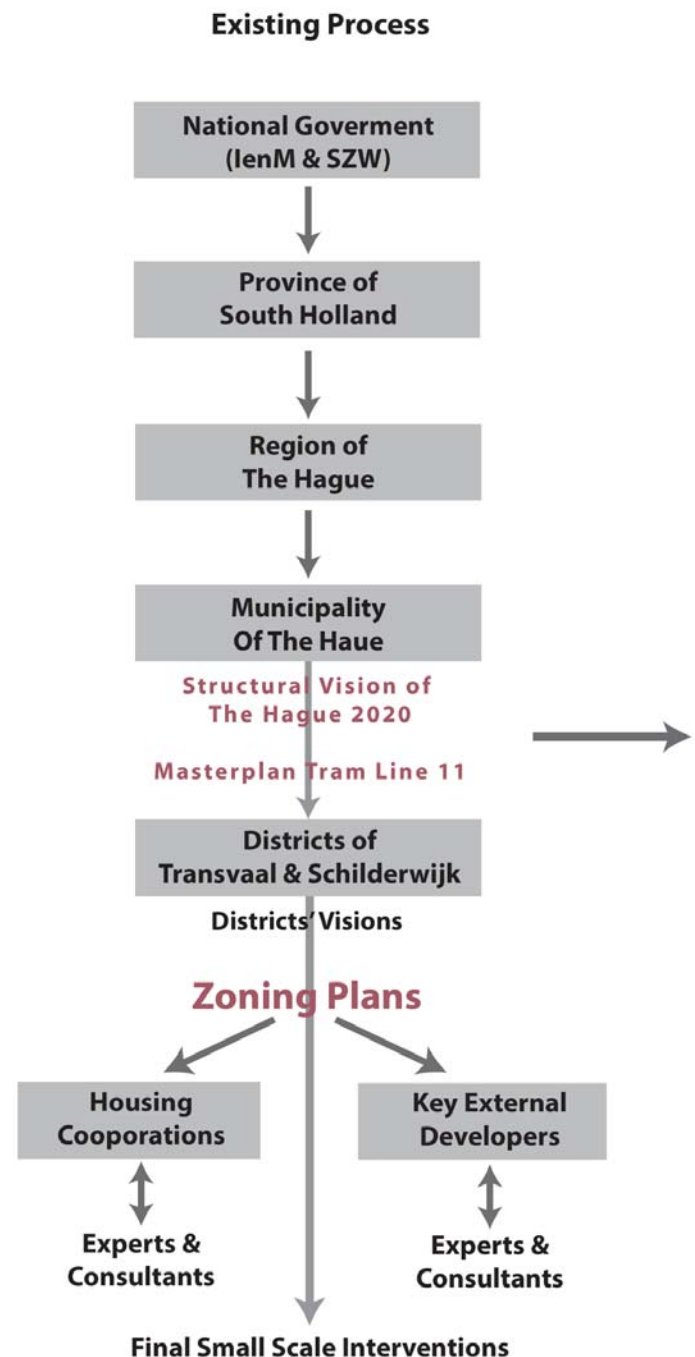 Existing Process
National Goverment
(IenM & SZW)
Province of
South Holland
Region of
The Hague
Municipality
Of The Haue
Structural Vision of
The Hague 2020
Masterplan Tram Line 11
Districts of
Transvaal & Schilderwijk
Districts' Visions
Zoning Plans
Housing
Cooporations
Key External
Developers
Experts &
Consultants
Experts &
Consultants
Final Small Scale Interventions